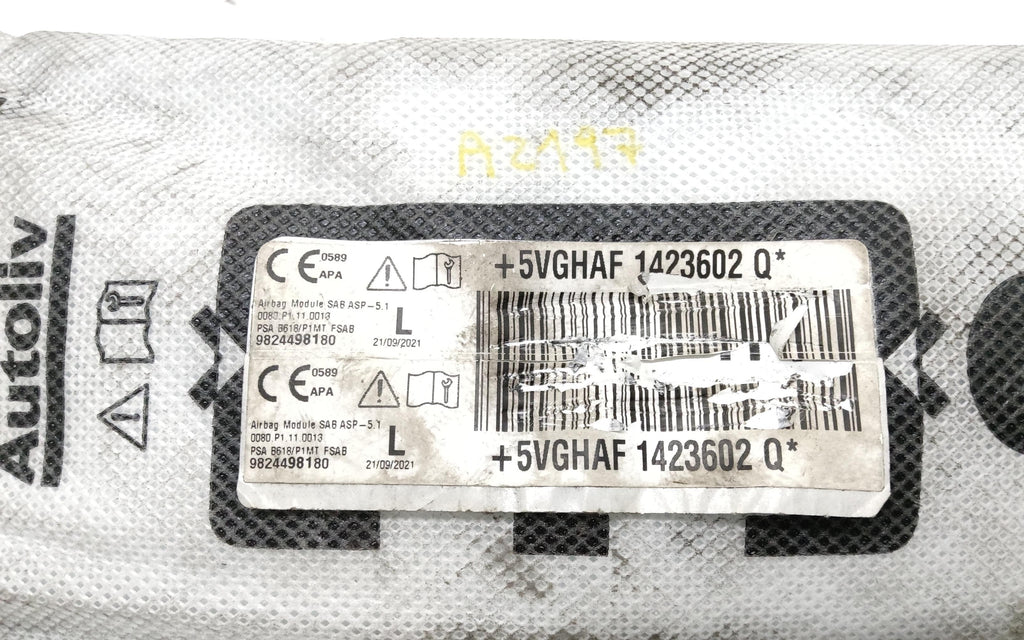 A2197
Autoliv
CE 0589
APA
Airbag Module SAB ASP-5.1
0080.P1.11.0013
PSA B618/P1MT FSAB
9824498180
L
21/09/2021
+5VGHAF 1423602 Q*
CE 0589
APA
Airbag Module SAB ASP-5.1
0080.P1.11.0013
PSA B618/P1MT FSAB
9824498180
L
21/09/2021
+5VGHAF 1423602 Q*